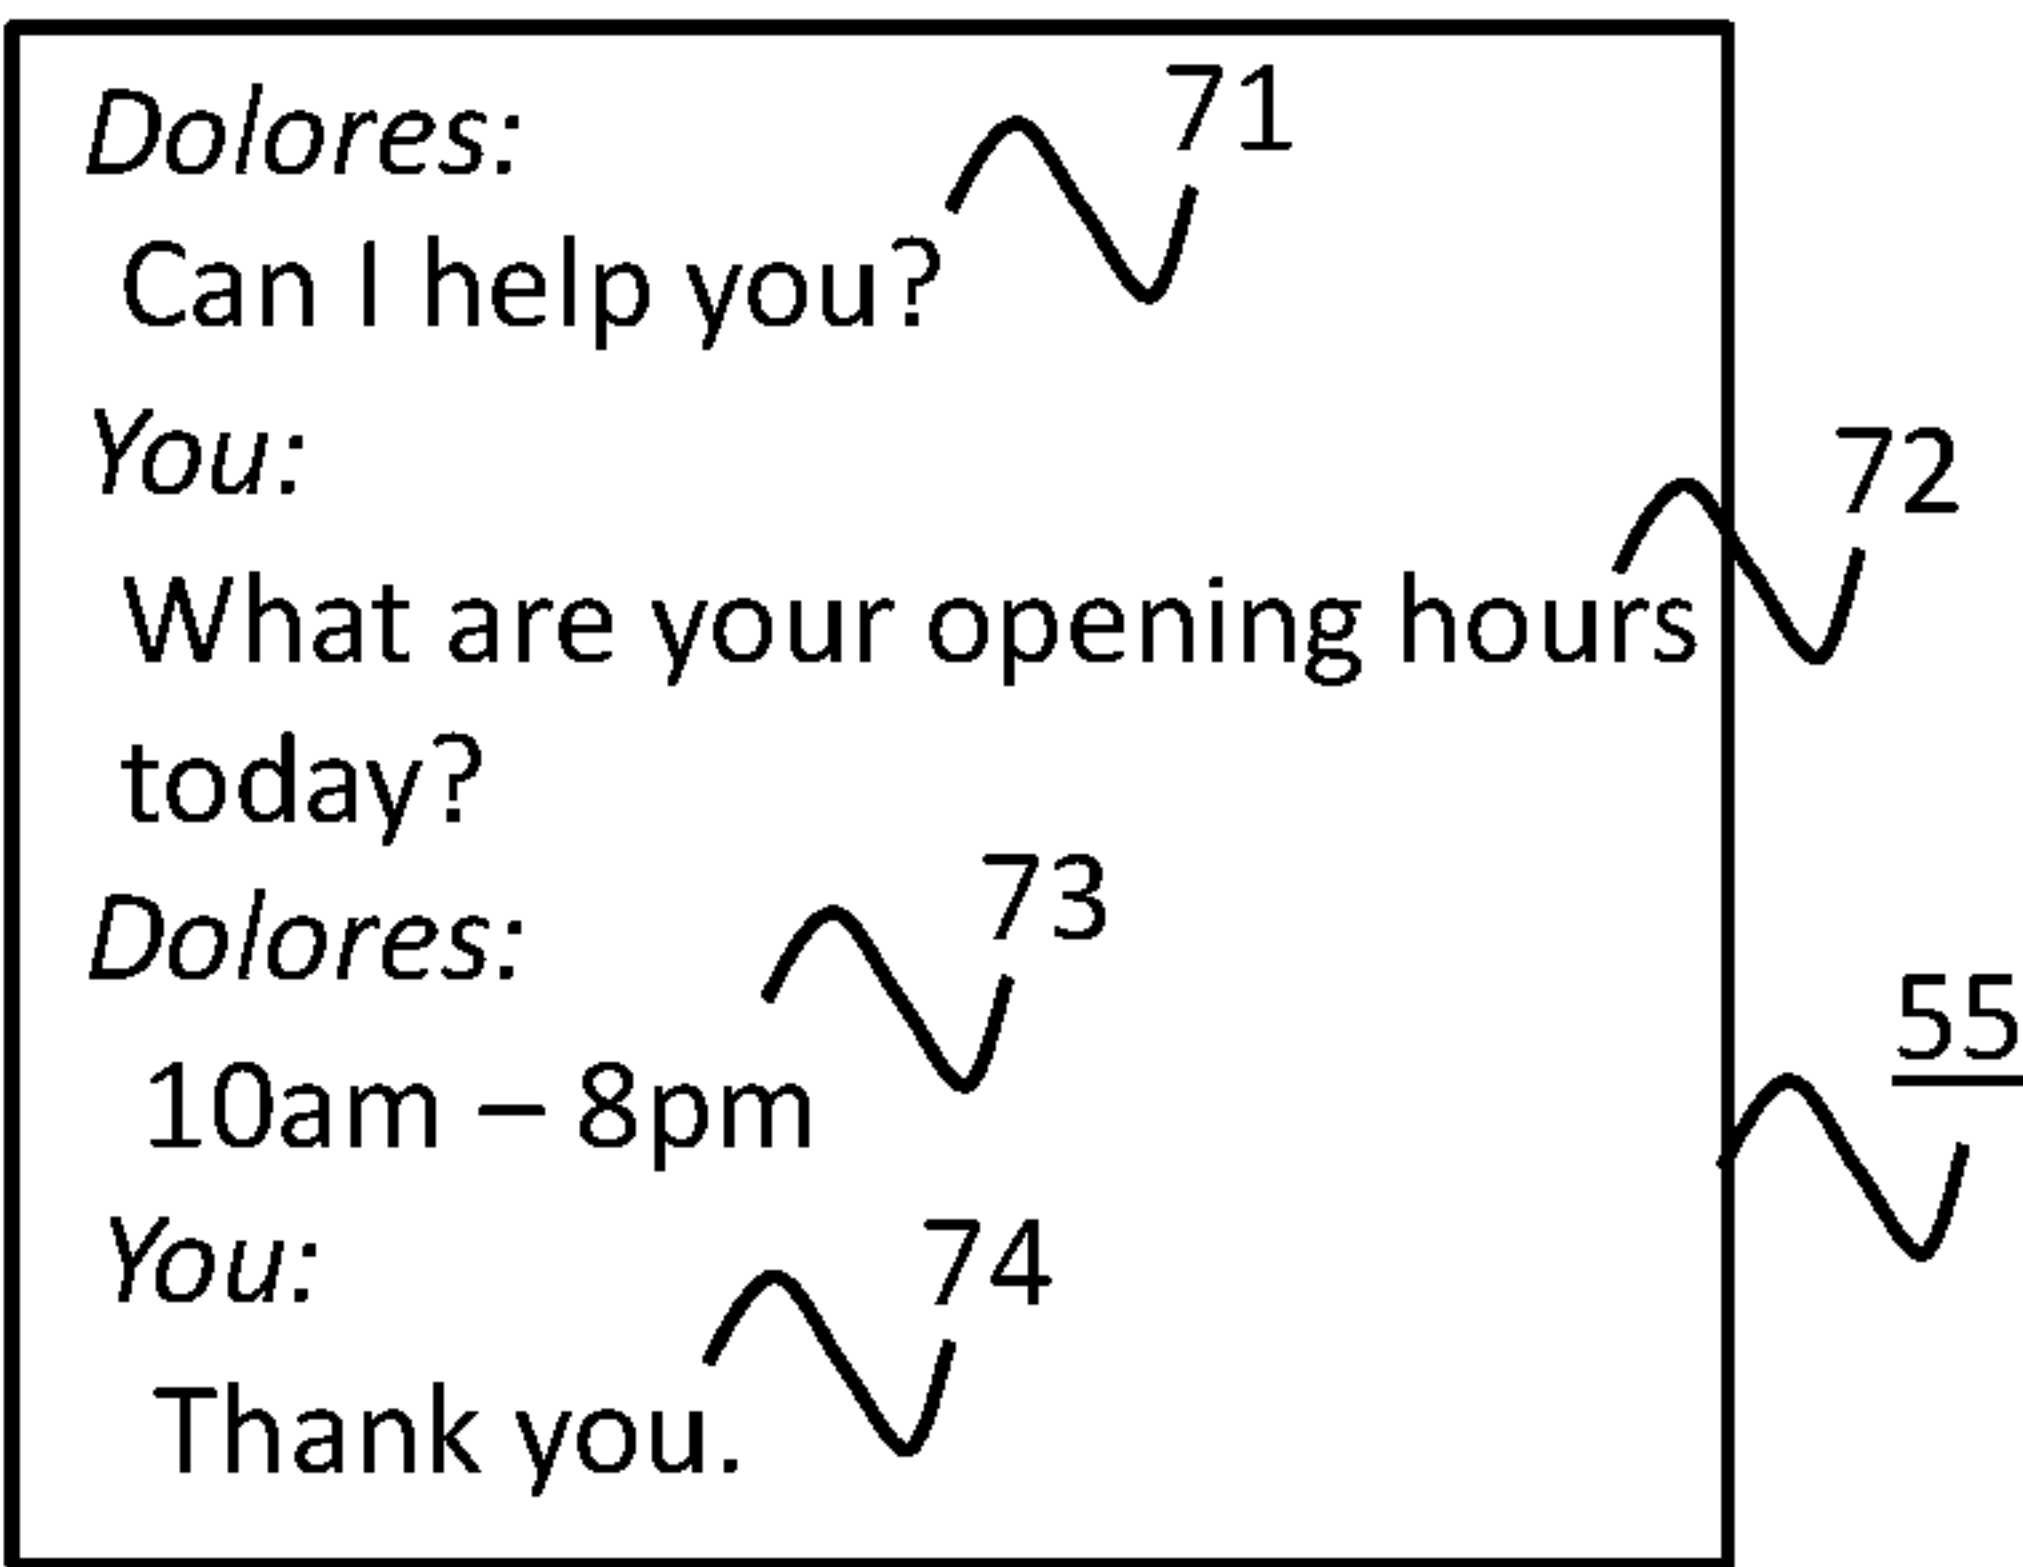 Dolores: 71
Can I help you?
You: 72
What are your opening hours
today?
Dolores: 73
55
10am – 8pm
You: 74
Thank you.